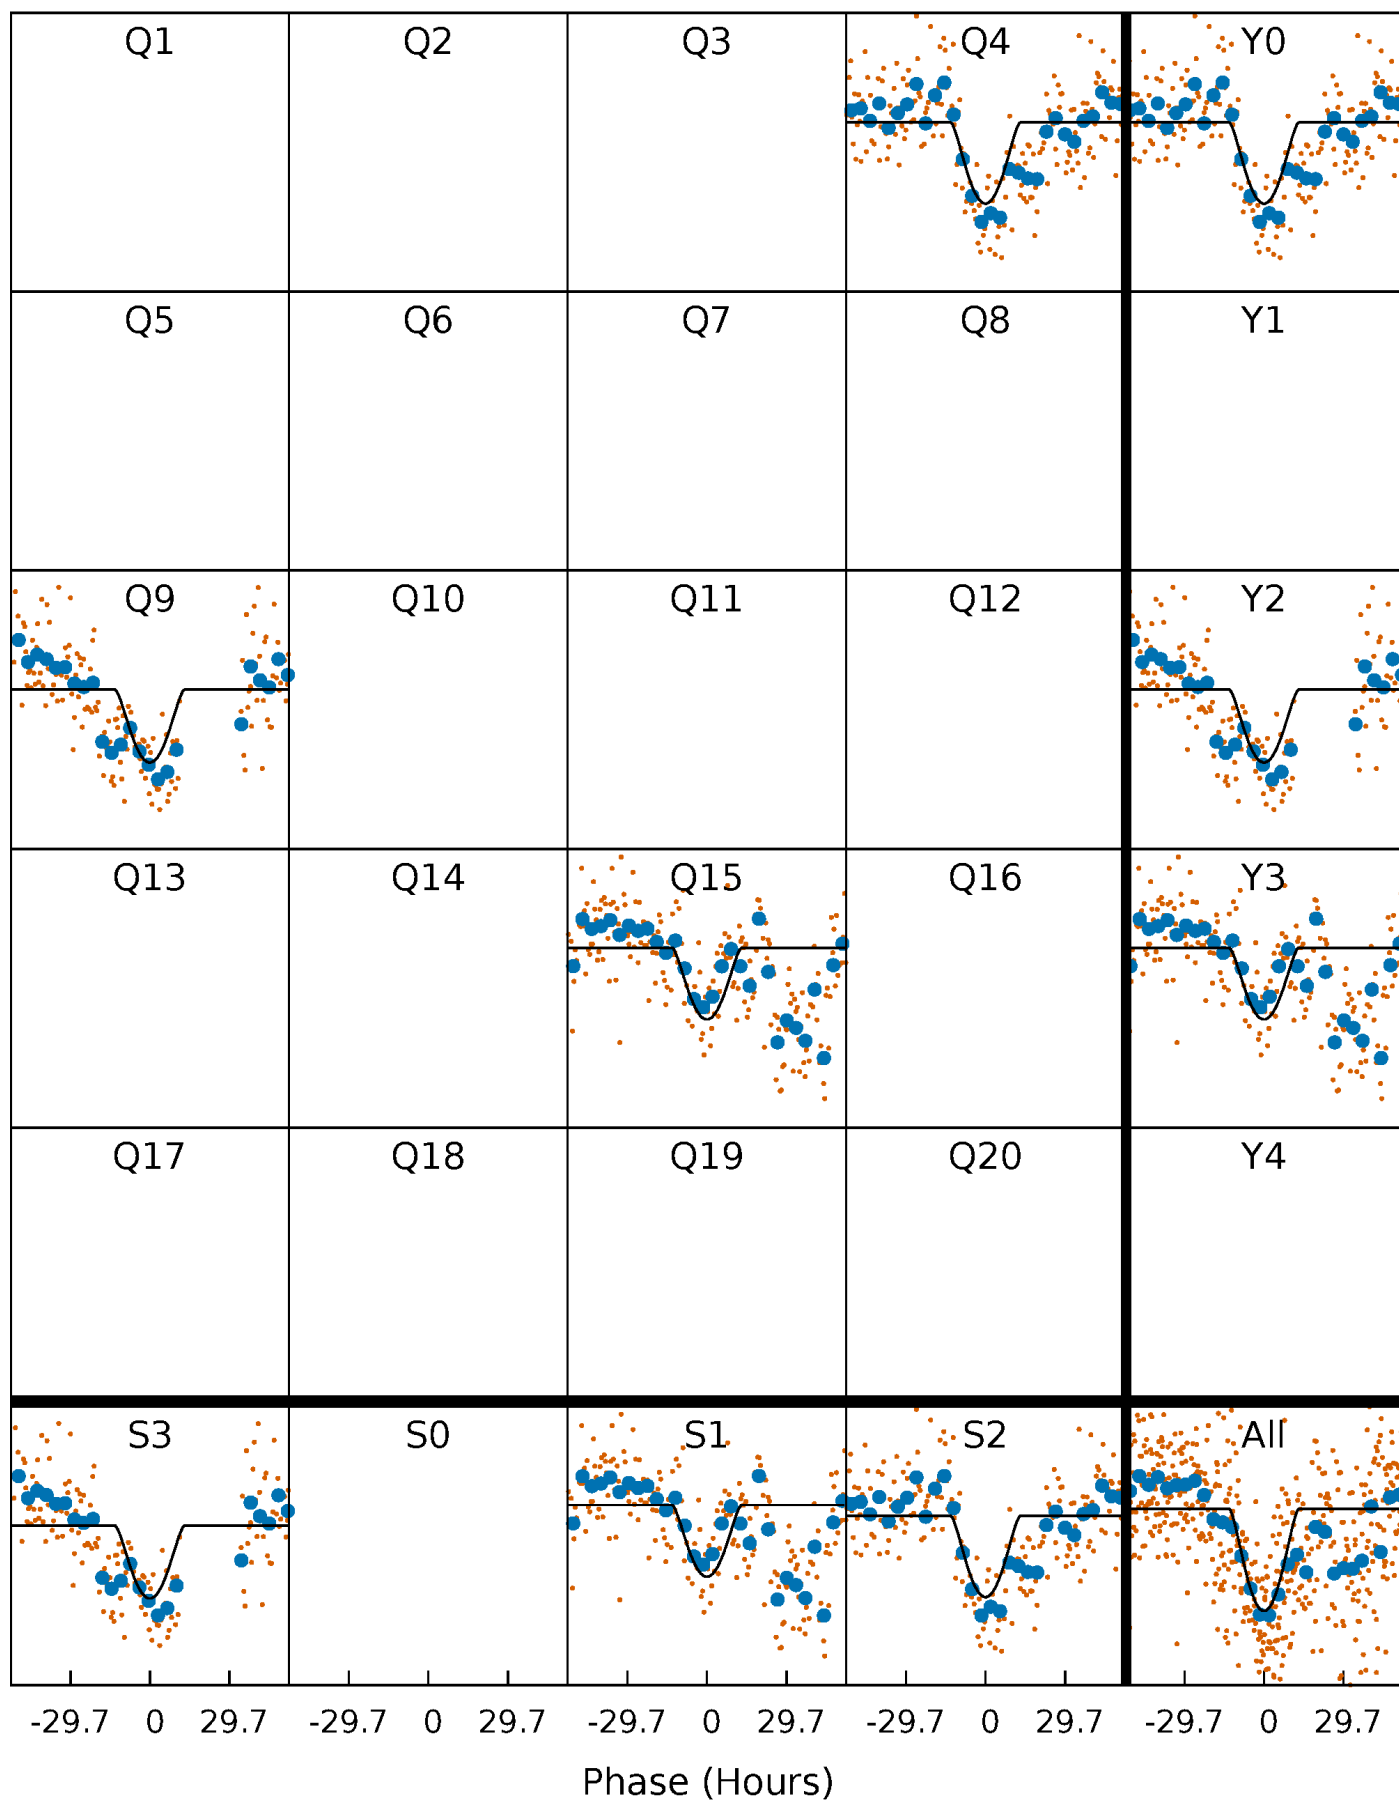 Q1 Q2 Q3 Q4 Y0
Q5 Q6 Q7 Q8 Y1
Q9 Q10 Q11 Q12 Y2
Q13 Q14 Q15 Q16 Y3
Q17 Q18 Q19 Q20 Y4
S3 S0 S1 S2 All
-29.7 0 29.7 -29.7 0 29.7 -29.7 0 29.7 -29.7 0 29.7 -29.7 0 29.7
Phase (Hours)